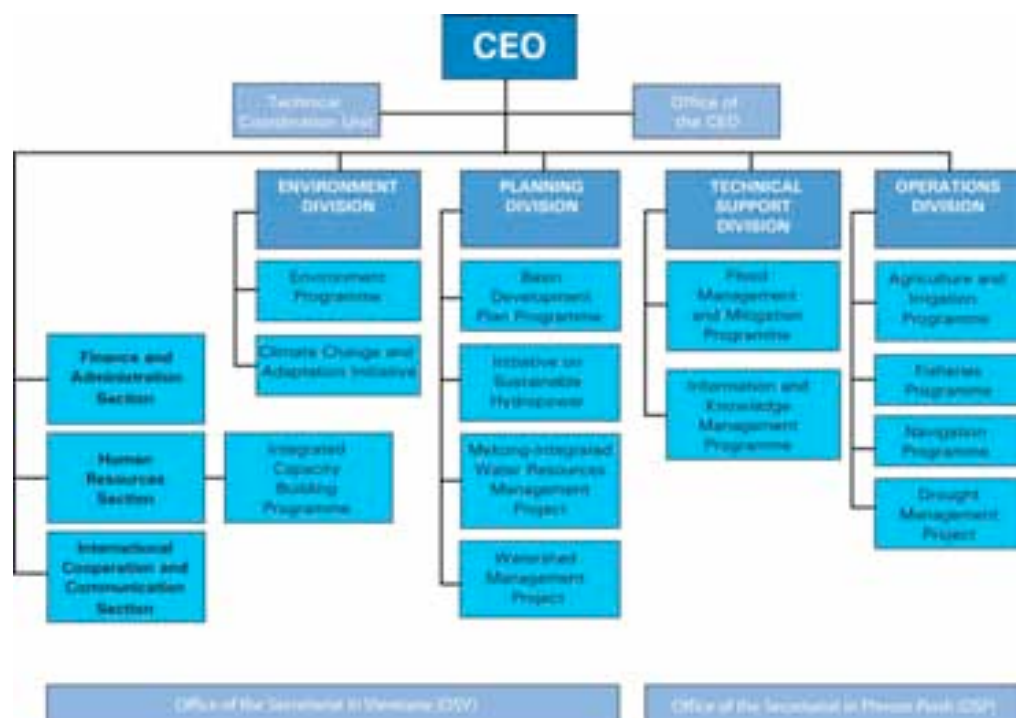 CEO
Technical
Coordination Unit
Office of
the CEO
ENVIRONMENT
DIVISION
PLANNING
DIVISION
TECHNICAL
SUPPORT
DIVISION
OPERATIONS
DIVISION
Environment
Programme
Climate Change and
Adaptation Initiative
Basin
Development
Plan Programme
Initiative on
Sustainable
Hydropower
Mekong-Integrated
Water Resources
Management
Project
Watershed
Management
Project
Flood
Management
and Mitigation
Programme
Information and
Knowledge
Management
Programme
Agriculture and
Irrigation
Programme
Fisheries
Programme
Navigation
Programme
Drought
Management
Project
Finance and
Administration
Section
Human
Resources
Section
Integrated
Capacity
Building
Programme
International
Cooperation and
Communication
Section
Office of the Secretariat in Vientiane (OSV)
Office of the Secretariat in Phnom Penh (OSP)